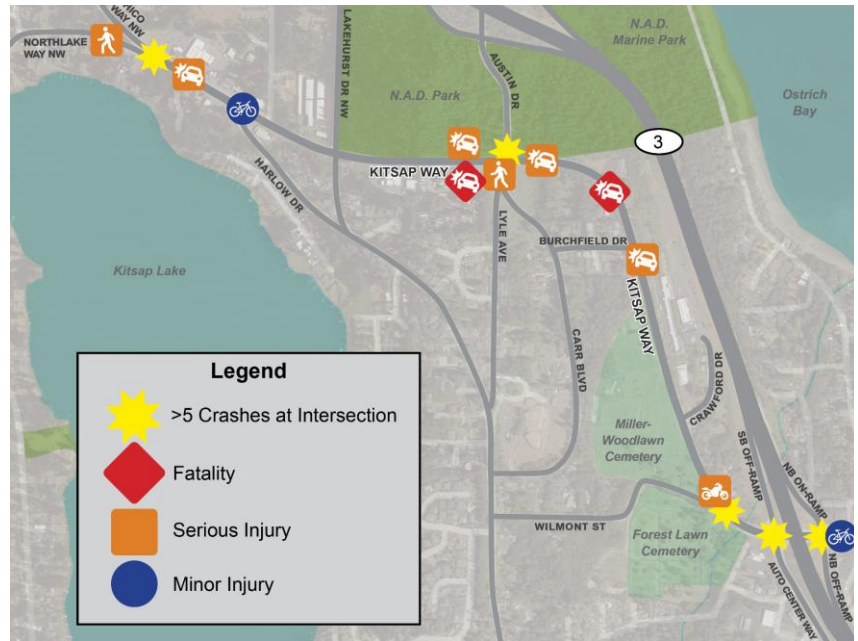 CHICO
WAY NW
NORTHLAKE
WAY NW
LAKEHURST DR NW
AUSTIN DR
N.A.D.
Marine Park
N.A.D. Park
Ostrich
Bay
3
KITSAP WAY
HARLOW DR
LYLE AVE
BURCHFIELD DR
KITSAP WAY
Kitsap Lake
CARR BLVD
CRAWFORD DR
Miller-
Woodlawn
Cemetery
SB OFF-RAMP
NB ON-RAMP
WILMONT ST
Forest Lawn
Cemetery
AUTO CENTER WAY
NB OFF-RAMP
Legend
>5 Crashes at Intersection
Fatality
Serious Injury
Minor Injury